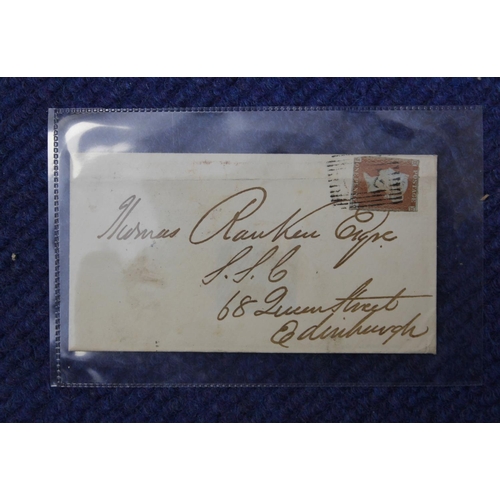 Thomas Ranken Esqre
S.S.C
68 Queen Street
Edinburgh